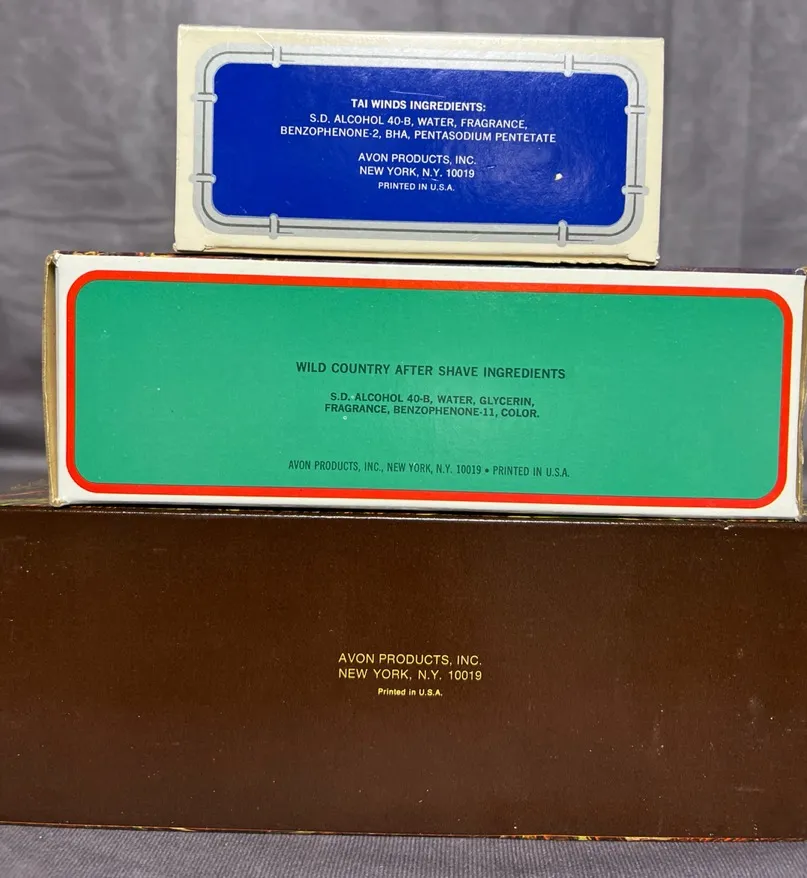 TAI WINDS INGREDIENTS:
S.D. ALCOHOL 40-B, WATER, FRAGRANCE,
BENZOPHENONE-2, BHA, PENTASODIUM PENTETATE
AVON PRODUCTS, INC.
NEW YORK, N.Y. 10019
PRINTED IN U.S.A.
WILD COUNTRY AFTER SHAVE INGREDIENTS
S.D. ALCOHOL 40-B, WATER, GLYCERIN,
FRAGRANCE, BENZOPHENONE-11, COLOR.
AVON PRODUCTS, INC., NEW YORK, N.Y. 10019 • PRINTED IN U.S.A.
AVON PRODUCTS, INC.
NEW YORK, N.Y. 10019
Printed in U.S.A.